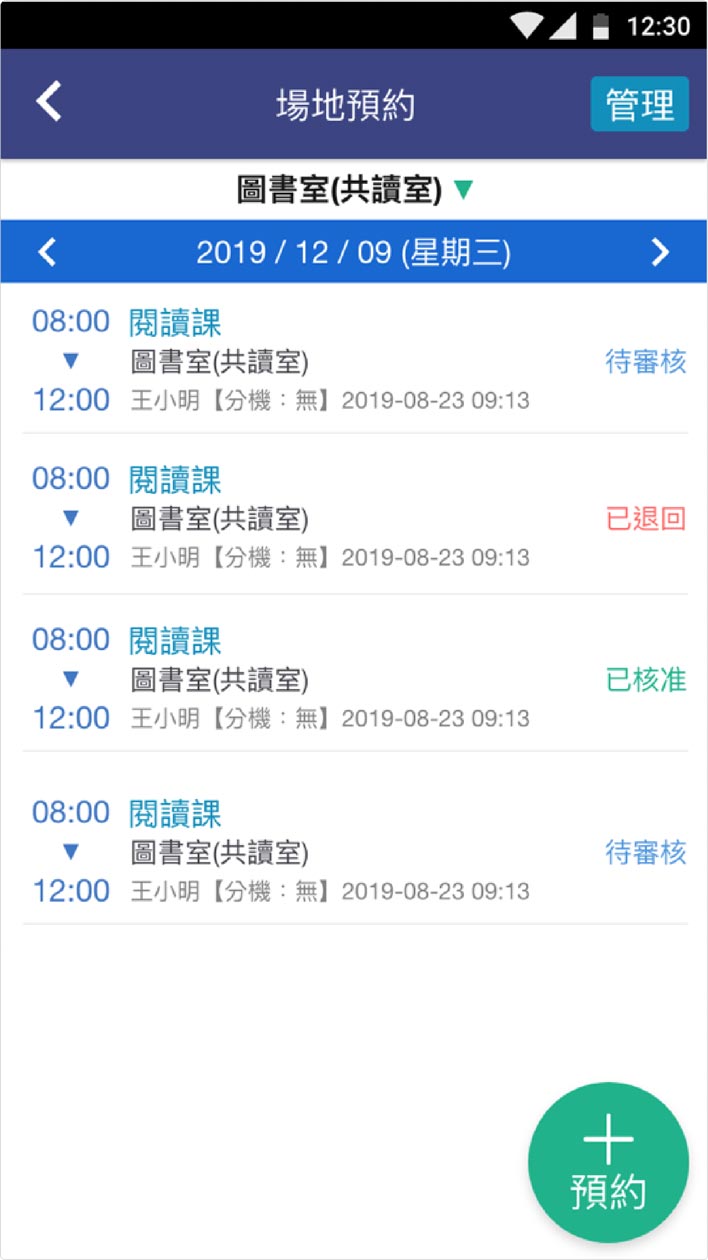 12:30
場地預約
管理
圖書室(共讀室) ▼
2019 / 12 / 09 (星期三)
08:00 閱讀課
▼ 圖書室(共讀室) 待審核
12:00 王小明【分機：無】2019-08-23 09:13
08:00 閱讀課
▼ 圖書室(共讀室) 已退回
12:00 王小明【分機：無】2019-08-23 09:13
08:00 閱讀課
▼ 圖書室(共讀室) 已核准
12:00 王小明【分機：無】2019-08-23 09:13
08:00 閱讀課
▼ 圖書室(共讀室) 待審核
12:00 王小明【分機：無】2019-08-23 09:13
預約